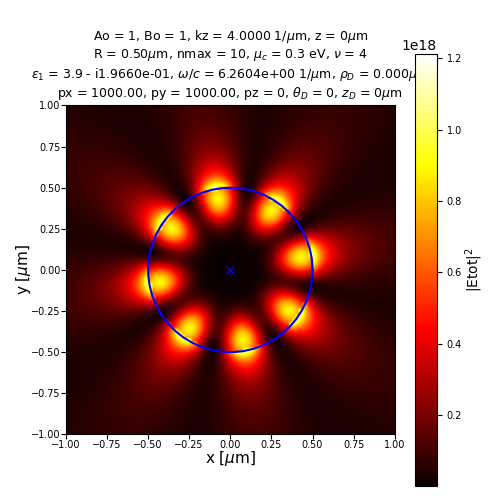 Ao = 1, Bo = 1, kz = 4.0000 1/μm, z = 0μm
R = 0.50μm, nmax = 10, μc = 0.3 eV, ν = 4
ε1 = 3.9 - i1.9660e-01, ω/c = 6.2604e+00 1/μm, ρD = 0.000μ
px = 1000.00, py = 1000.00, pz = 0, θD = 0, zD = 0μm
1e18
1.00
0.75
0.50
0.25
0.00
−0.25
−0.50
−0.75
−1.00
y [μm]
−1.00 −0.75 −0.50 −0.25 0.00 0.25 0.50 0.75 1.00
x [μm]
1.2
1.0
0.8
0.6
0.4
0.2
|Etot|²